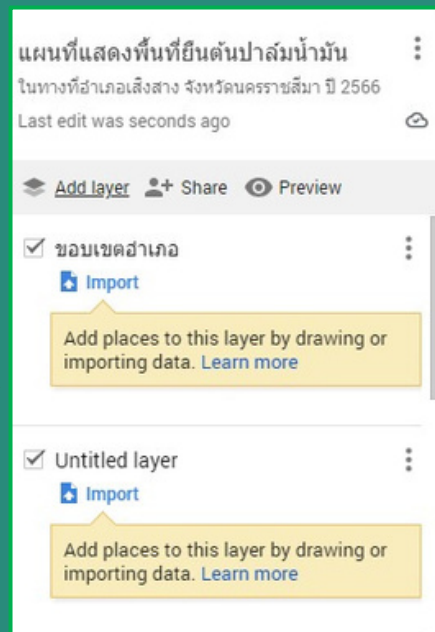 แผนที่แสดงพื้นที่ยืนต้นปาล์มน้ำมัน
ในทางที่อำเภอเสิงสาง จังหวัดนครราชสีมา ปี 2566
Last edit was seconds ago
Add layer Share Preview
ขอบเขตอำเภอ
Import
Add places to this layer by drawing or
importing data. Learn more
Untitled layer
Import
Add places to this layer by drawing or
importing data. Learn more